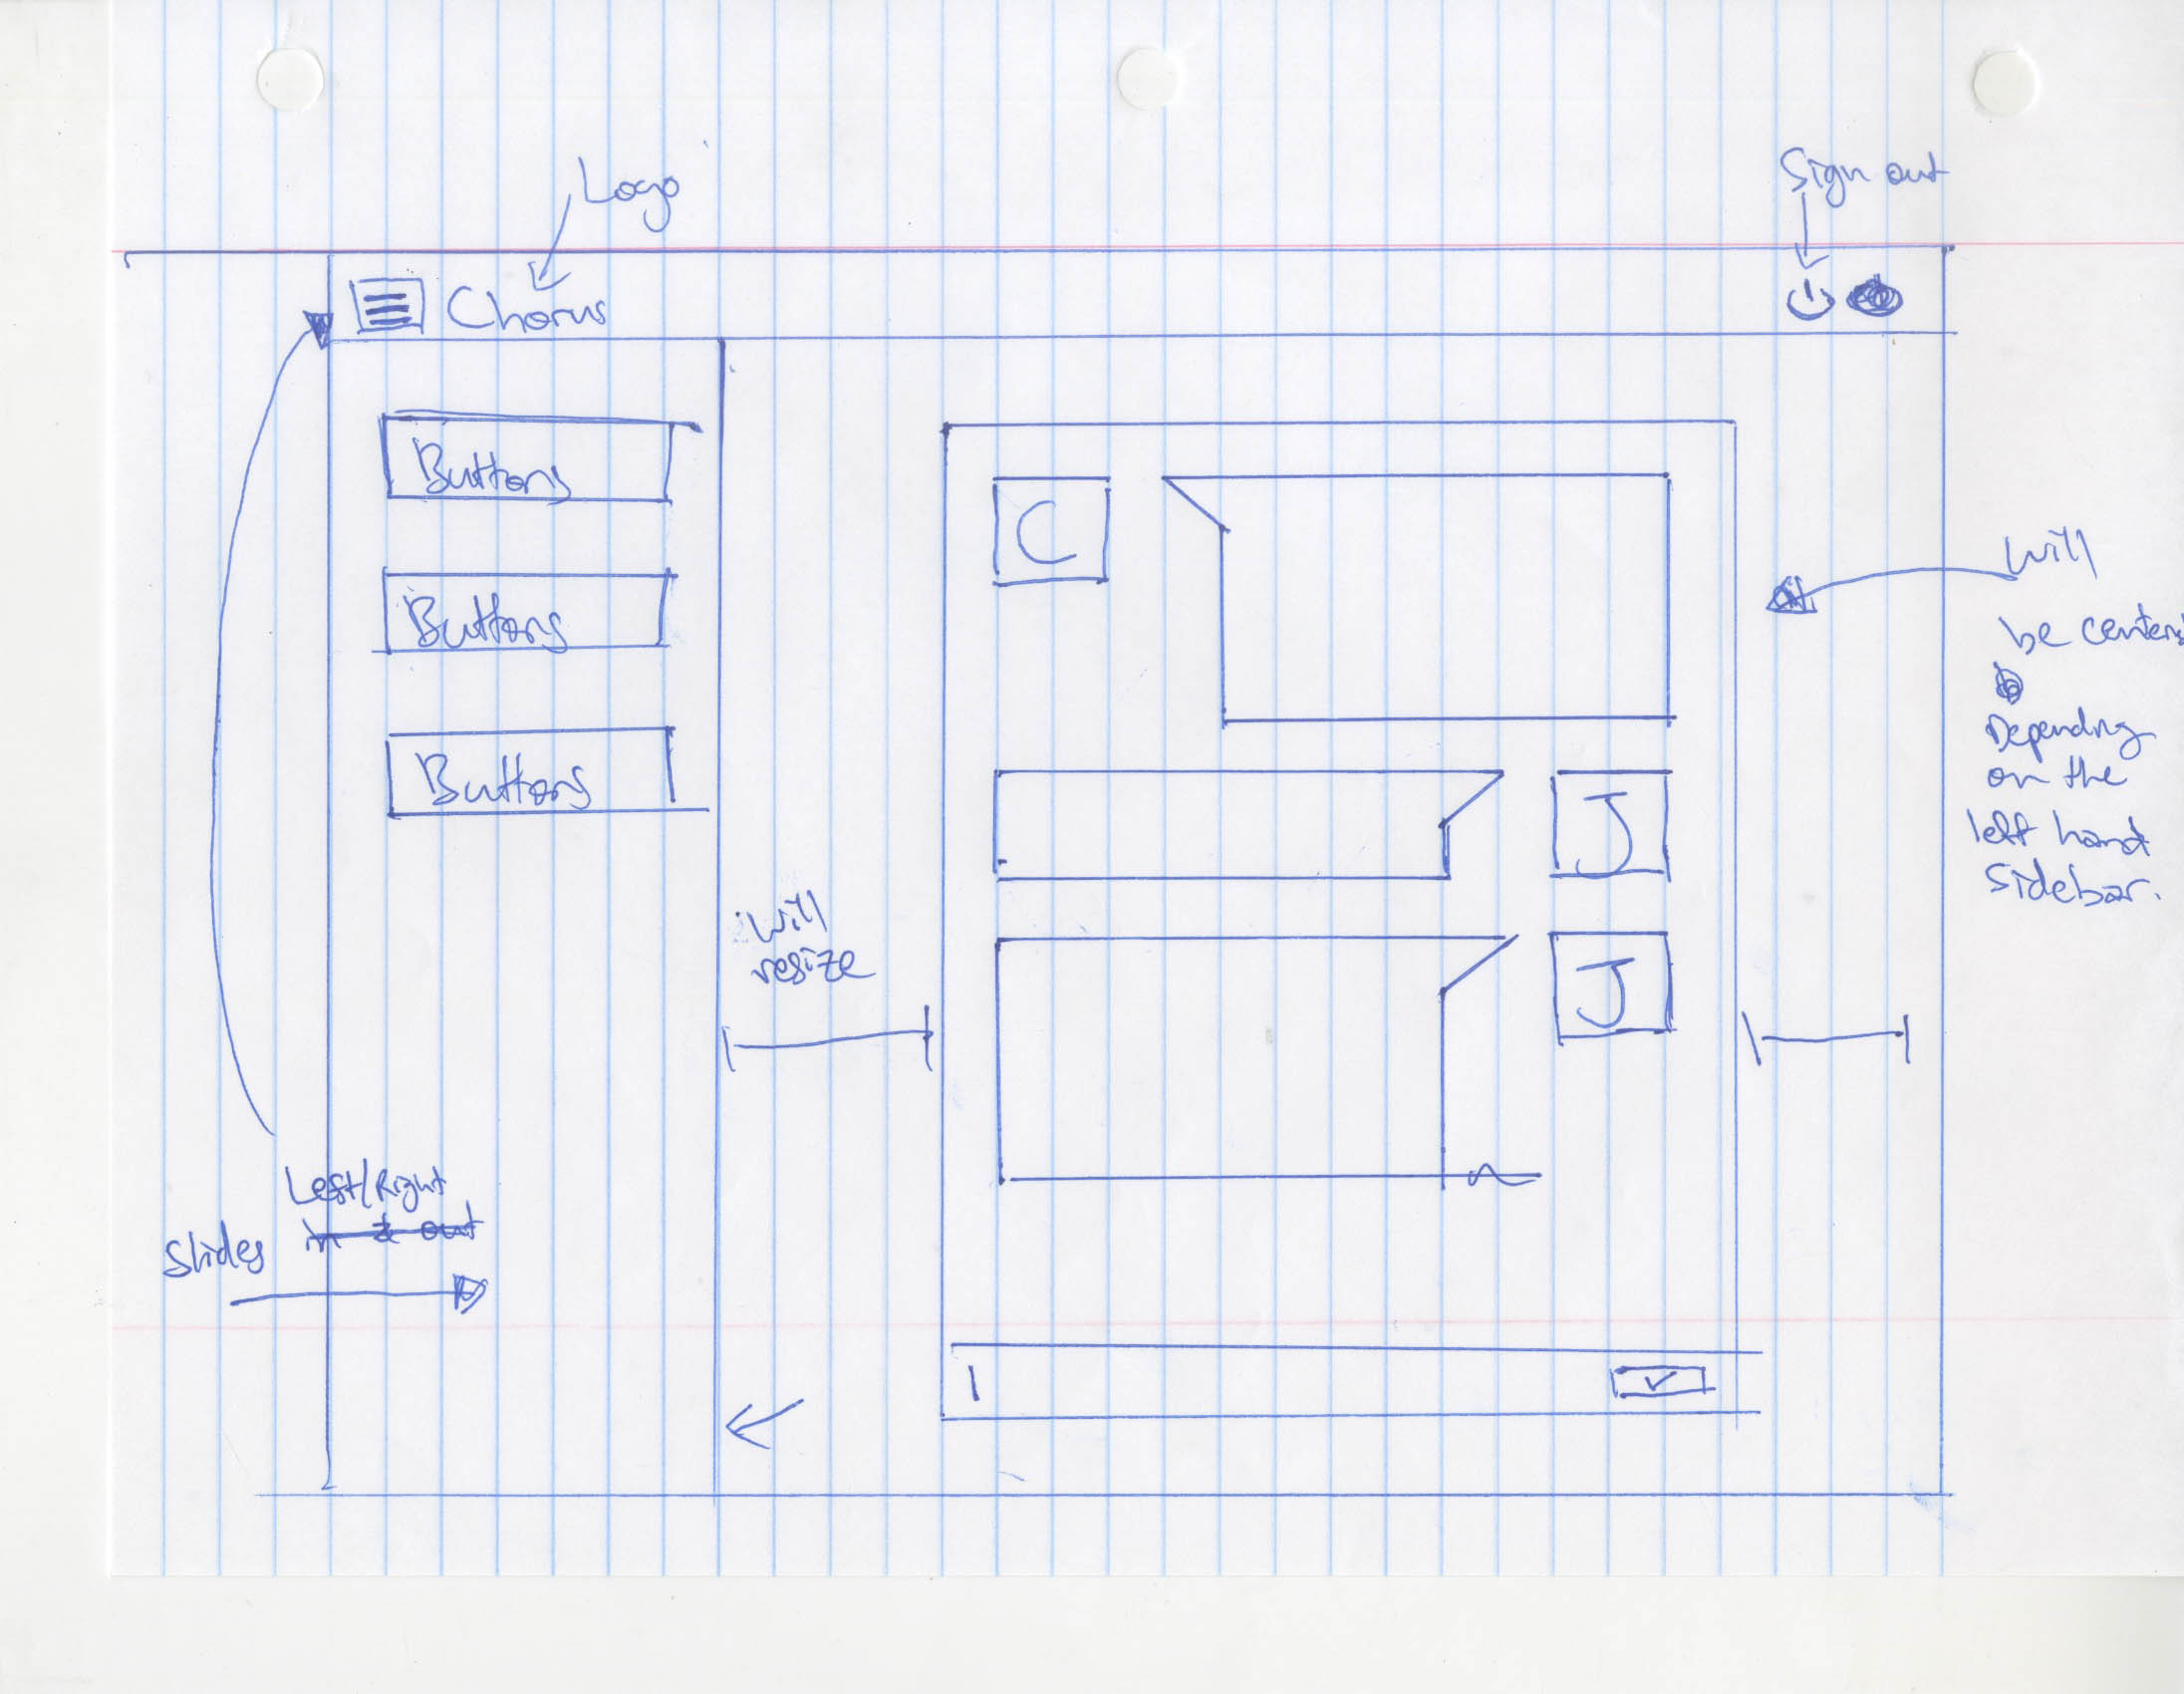 Logo
Sign out
Chorus
Buttons
Buttons
Buttons
C
J
J
Will
resize
Will
be centere
Depending
on the
left hand
sidebar.
Left/Right
in & out
Slides